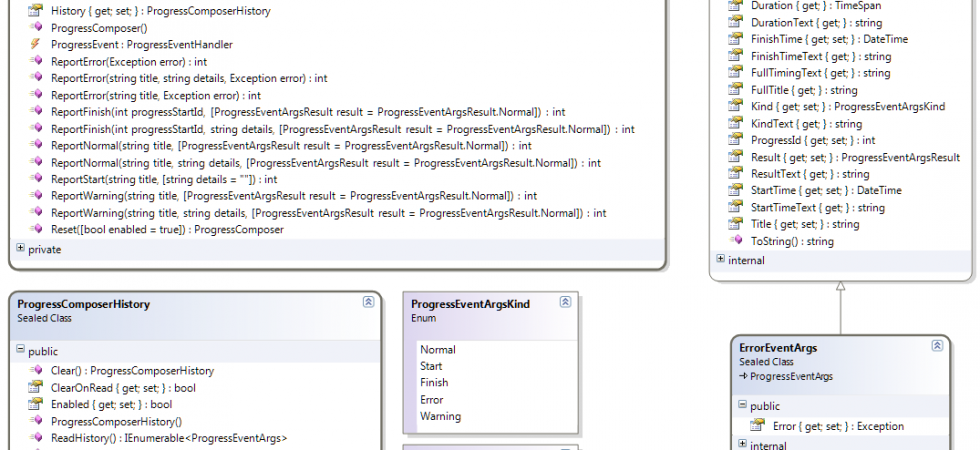 History { get; set; } : ProgressComposerHistory
ProgressComposer()
ProgressEvent : ProgressEventHandler
ReportError(Exception error) : int
ReportError(string title, string details, Exception error) : int
ReportError(string title, Exception error) : int
ReportFinish(int progressStartId, [ProgressEventArgsResult result = ProgressEventArgsResult.Normal]) : int
ReportFinish(int progressStartId, string details, [ProgressEventArgsResult result = ProgressEventArgsResult.Normal]) : int
ReportNormal(string title, [ProgressEventArgsResult result = ProgressEventArgsResult.Normal]) : int
ReportNormal(string title, string details, [ProgressEventArgsResult result = ProgressEventArgsResult.Normal]) : int
ReportStart(string title, [string details = ""]) : int
ReportWarning(string title, [ProgressEventArgsResult result = ProgressEventArgsResult.Normal]) : int
ReportWarning(string title, string details, [ProgressEventArgsResult result = ProgressEventArgsResult.Normal]) : int
Reset([bool enabled = true]) : ProgressComposer
private
Duration { get; } : TimeSpan
DurationText { get; } : string
FinishTime { get; set; } : DateTime
FinishTimeText { get; } : string
FullTimingText { get; } : string
FullTitle { get; } : string
Kind { get; set; } : ProgressEventArgsKind
KindText { get; } : string
ProgressId { get; set; } : int
Result { get; set; } : ProgressEventArgsResult
ResultText { get; } : string
StartTime { get; set; } : DateTime
StartTimeText { get; } : string
Title { get; set; } : string
ToString() : string
internal
ProgressComposerHistory
Sealed Class
public
Clear() : ProgressComposerHistory
ClearOnRead { get; set; } : bool
Enabled { get; set; } : bool
ProgressComposerHistory()
ReadHistory() : IEnumerable<ProgressEventArgs>
ProgressEventArgsKind
Enum
Normal
Start
Finish
Error
Warning
ErrorEventArgs
Sealed Class
ProgressEventArgs
public
Error { get; set; } : Exception
internal